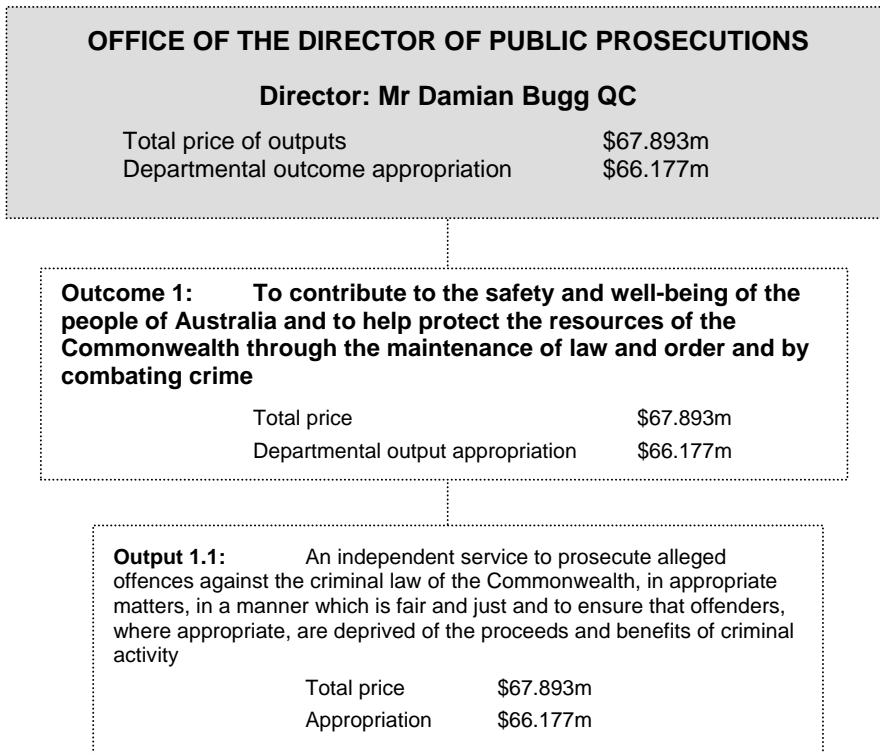 OFFICE OF THE DIRECTOR OF PUBLIC PROSECUTIONS
Director: Mr Damian Bugg QC
Total price of outputs $67.893m
Departmental outcome appropriation $66.177m
Outcome 1: To contribute to the safety and well-being of the
people of Australia and to help protect the resources of the
Commonwealth through the maintenance of law and order and by
combating crime
Total price $67.893m
Departmental output appropriation $66.177m
Output 1.1: An independent service to prosecute alleged
offences against the criminal law of the Commonwealth, in appropriate
matters, in a manner which is fair and just and to ensure that offenders,
where appropriate, are deprived of the proceeds and benefits of criminal
activity
Total price $67.893m
Appropriation $66.177m